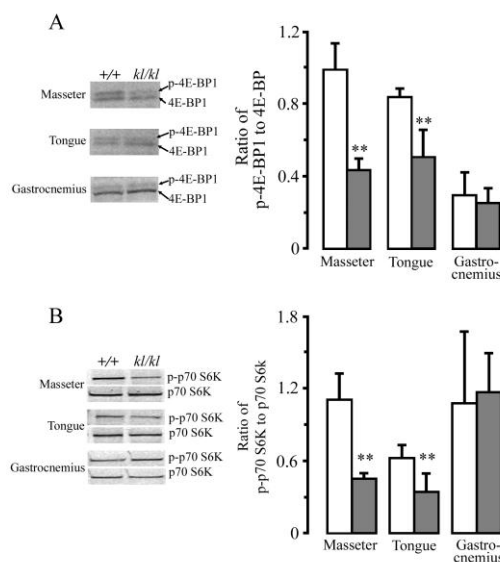 A
+/+ kl/kl
Masseter
p-4E-BP1
4E-BP1
Tongue
p-4E-BP1
4E-BP1
Gastrocnemius
p-4E-BP1
4E-BP1
Ratio of
p-4E-BP1 to 4E-BP
1.2
0.8
0.4
0
**
**
Masseter
Tongue
Gastro-
cnemius
B
+/+ kl/kl
Masseter
p-p70 S6K
p70 S6K
Tongue
p-p70 S6K
p70 S6K
Gastrocnemius
p-p70 S6K
p70 S6K
Ratio of
p-p70 S6K to p70 S6k
1.8
1.2
0.6
0
**
**
Masseter
Tongue
Gastro-
cnemius